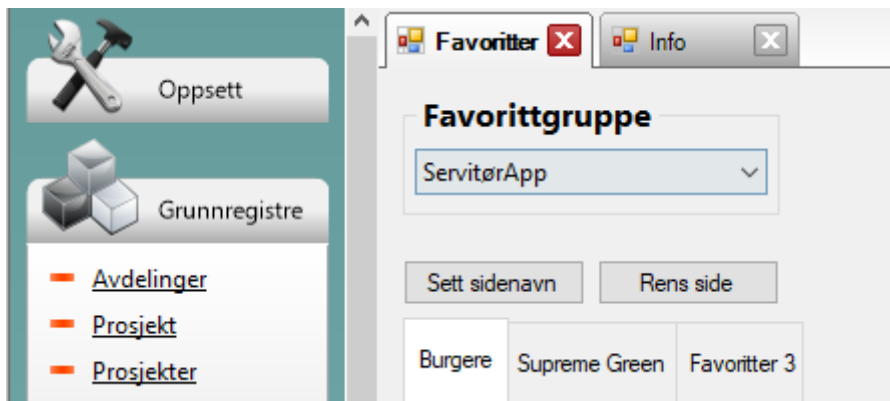 Oppsett
Grunnregistre
Avdelinger
Prosjekt
Prosjekter
Favoritter
Info
Favorittgruppe
ServitørApp
Sett sidenavn
Rens side
Burgere
Supreme Green
Favoritter 3